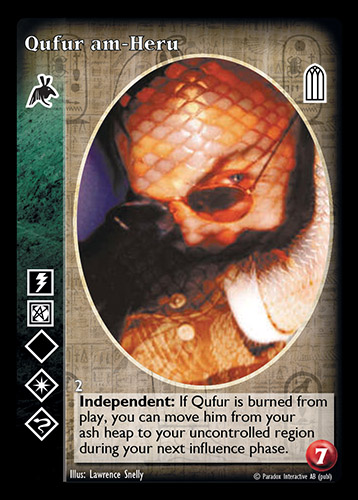 Qufur am-Heru
2
Independent: If Qufur is burned from
play, you can move him from your
ash heap to your uncontrolled region
during your next influence phase.
7
Illus: Lawrence Snelly
© Paradox Interactive AB (publ)